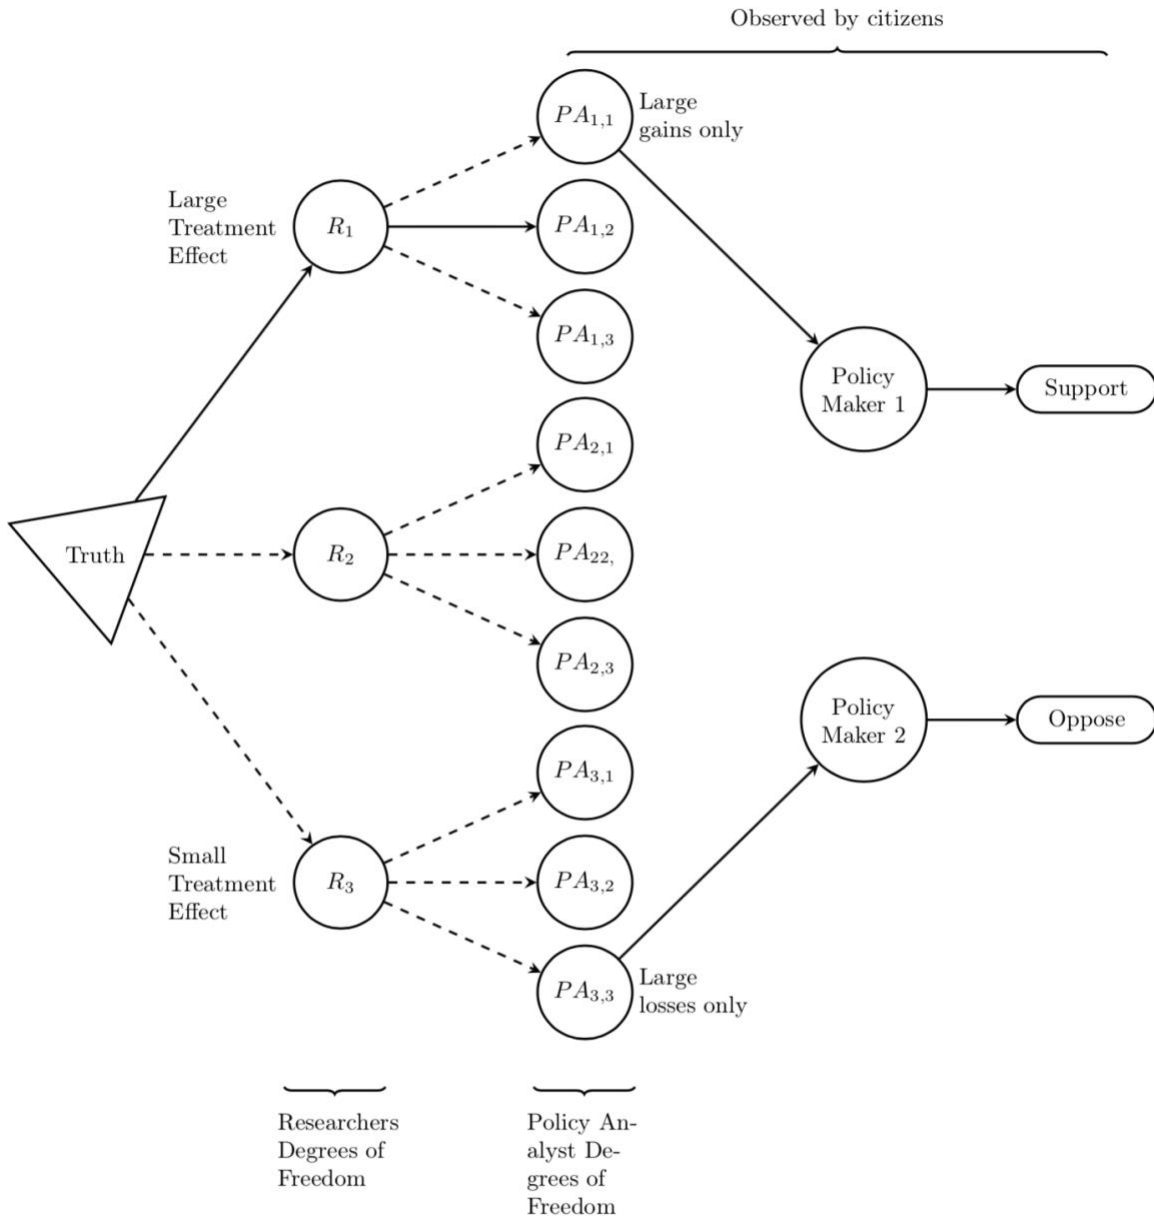 Observed by citizens
PA1,1
Large
gains only
Large
Treatment
Effect
R1
PA1,2
PA1,3
Policy
Maker 1
Support
PA2,1
Truth
R2
PA22,
PA2,3
Policy
Maker 2
Oppose
PA3,1
Small
Treatment
Effect
R3
PA3,2
PA3,3
Large
losses only
Researchers
Degrees of
Freedom
Policy An-
alyst De-
grees of
Freedom